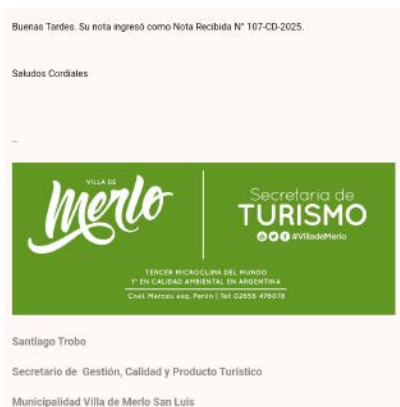 Buenas Tardes. Su nota ingresó como Nota Recibida N° 107-CD-2025.
Saludos Cordiales
--
VILLA DE
Merlo
Secretaría de
TURISMO
#VilladeMerlo
TERCER MICROCLIMA DEL MUNDO
1° EN CALIDAD AMBIENTAL EN ARGENTINA
Cnel. Mercau esq. Perón | Tel: 02656 476078
Santiago Trobo
Secretario de Gestión, Calidad y Producto Turístico
Municipalidad Villa de Merlo San Luis